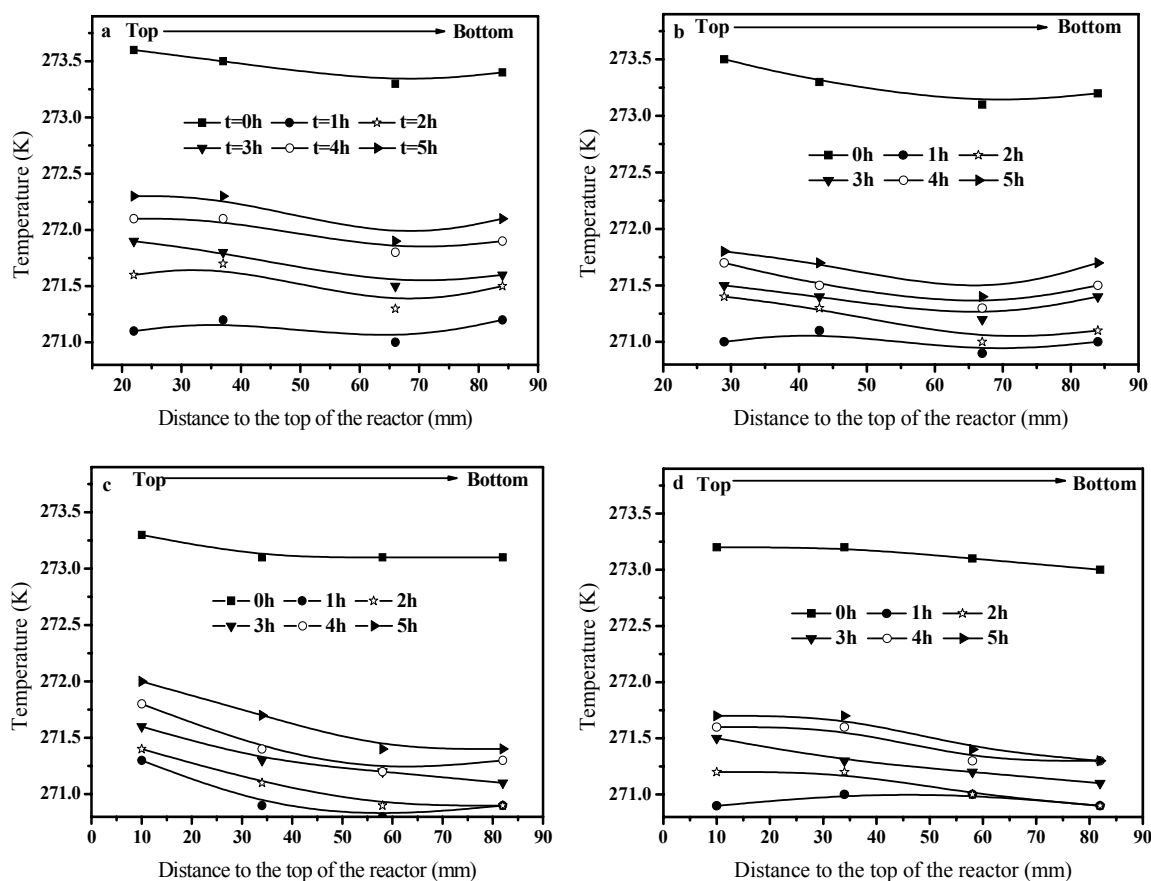 a Top Bottom
273.5
273.0
272.5
272.0
271.5
271.0
Temperature (K)
t=0h t=1h t=2h
t=3h t=4h t=5h
20 30 40 50 60 70 80 90
Distance to the top of the reactor (mm)
b Top Bottom
273.5
273.0
272.5
272.0
271.5
271.0
Temperature (K)
0h 1h 2h
3h 4h 5h
20 30 40 50 60 70 80 90
Distance to the top of the reactor (mm)
c Top Bottom
273.5
273.0
272.5
272.0
271.5
271.0
Temperature (K)
0h 1h 2h
3h 4h 5h
0 10 20 30 40 50 60 70 80 90
Distance to the top of the reactor (mm)
d Top Bottom
273.5
273.0
272.5
272.0
271.5
271.0
Temperature (K)
0h 1h 2h
3h 4h 5h
0 10 20 30 40 50 60 70 80 90
Distance to the top of the reactor (mm)